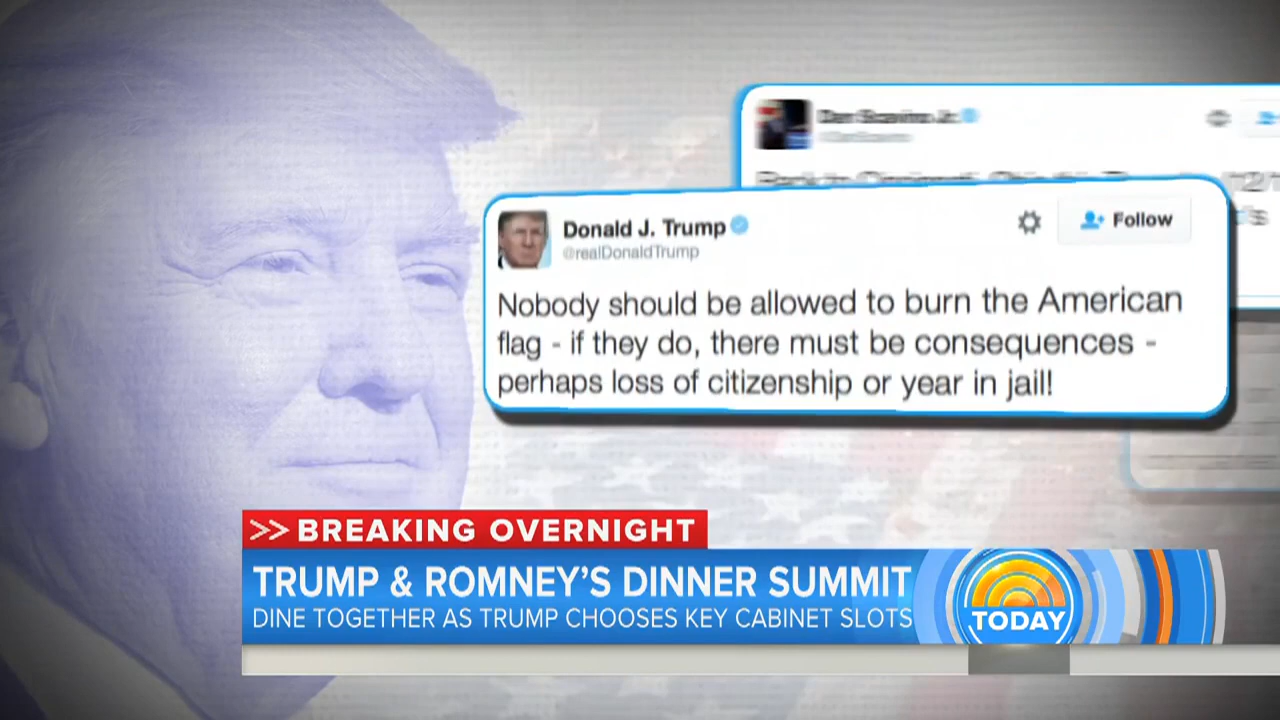 Donald J. Trump
@realDonaldTrump
Follow
Nobody should be allowed to burn the American
flag - if they do, there must be consequences -
perhaps loss of citizenship or year in jail!
>> BREAKING OVERNIGHT
TRUMP & ROMNEY'S DINNER SUMMIT
DINE TOGETHER AS TRUMP CHOOSES KEY CABINET SLOTS
TODAY